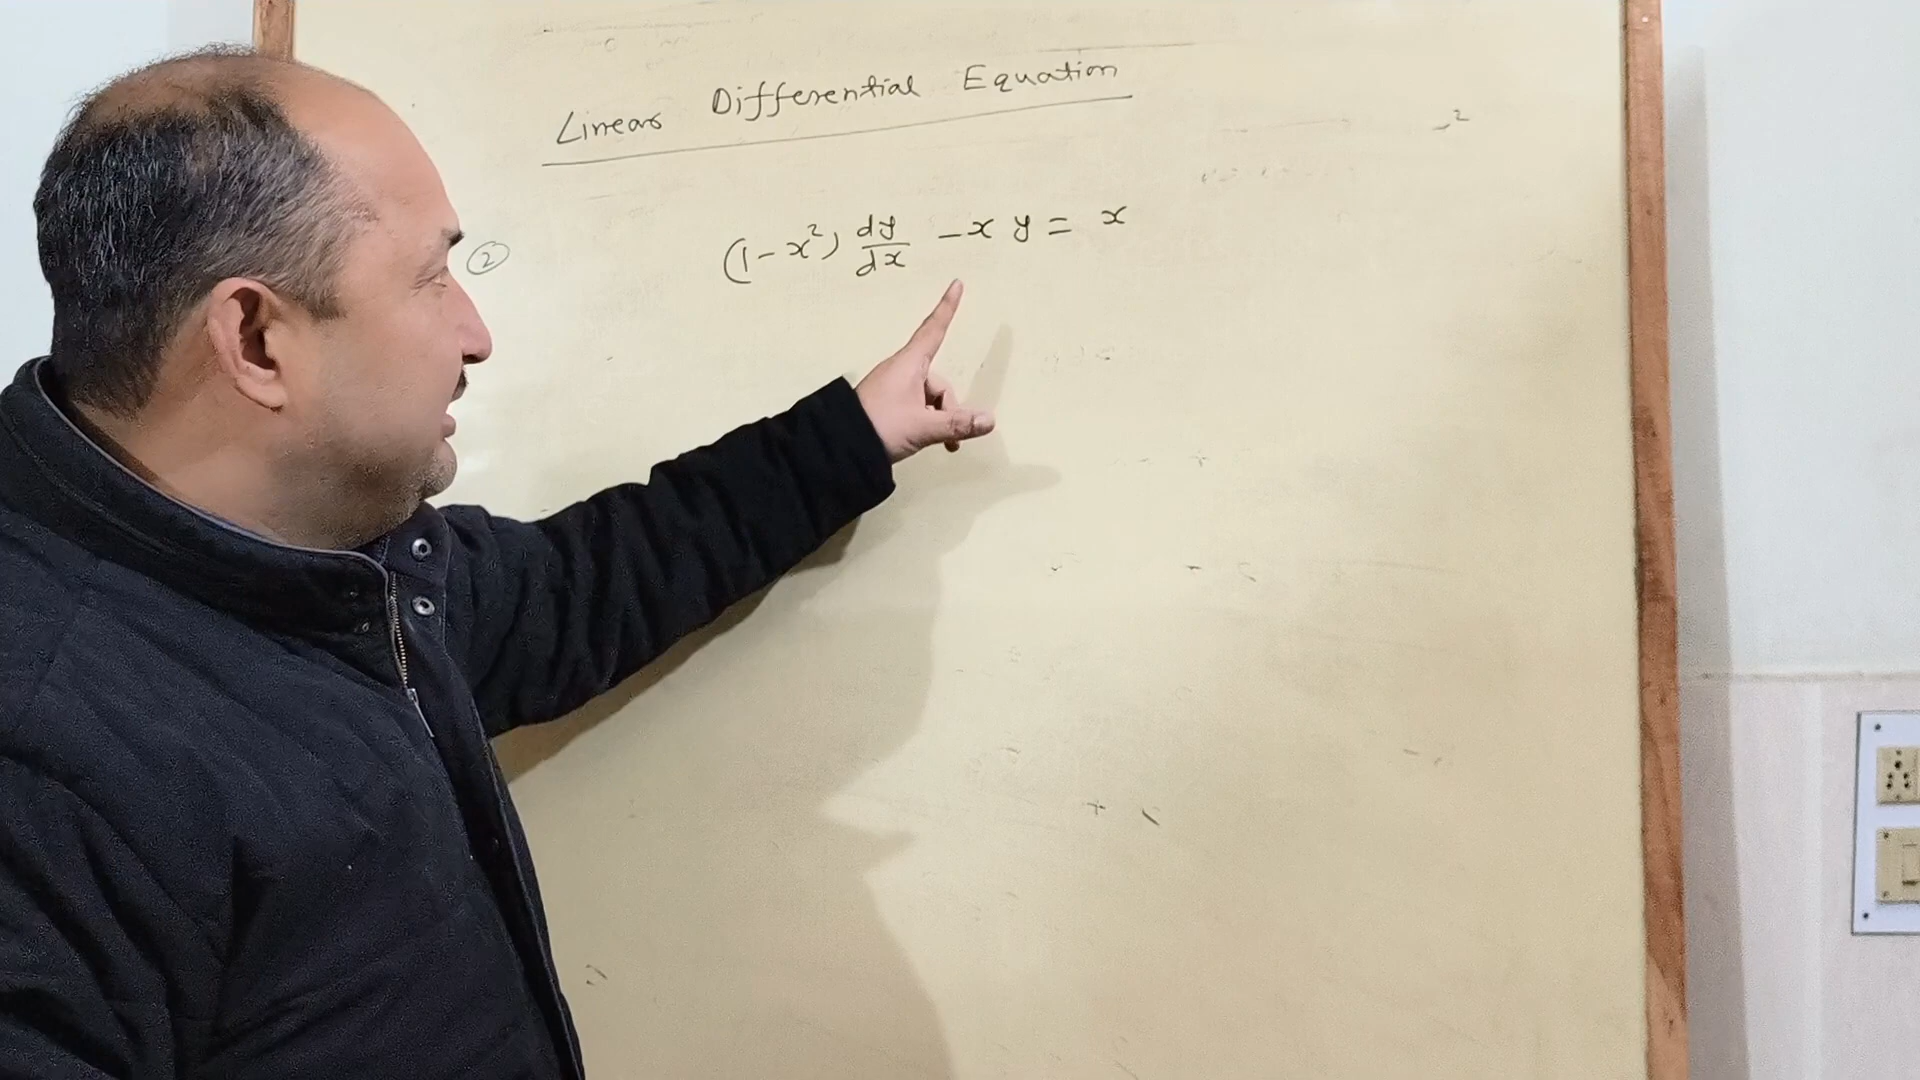 Linear Differential Equation
② (1-x²) dy/dx - x y = x